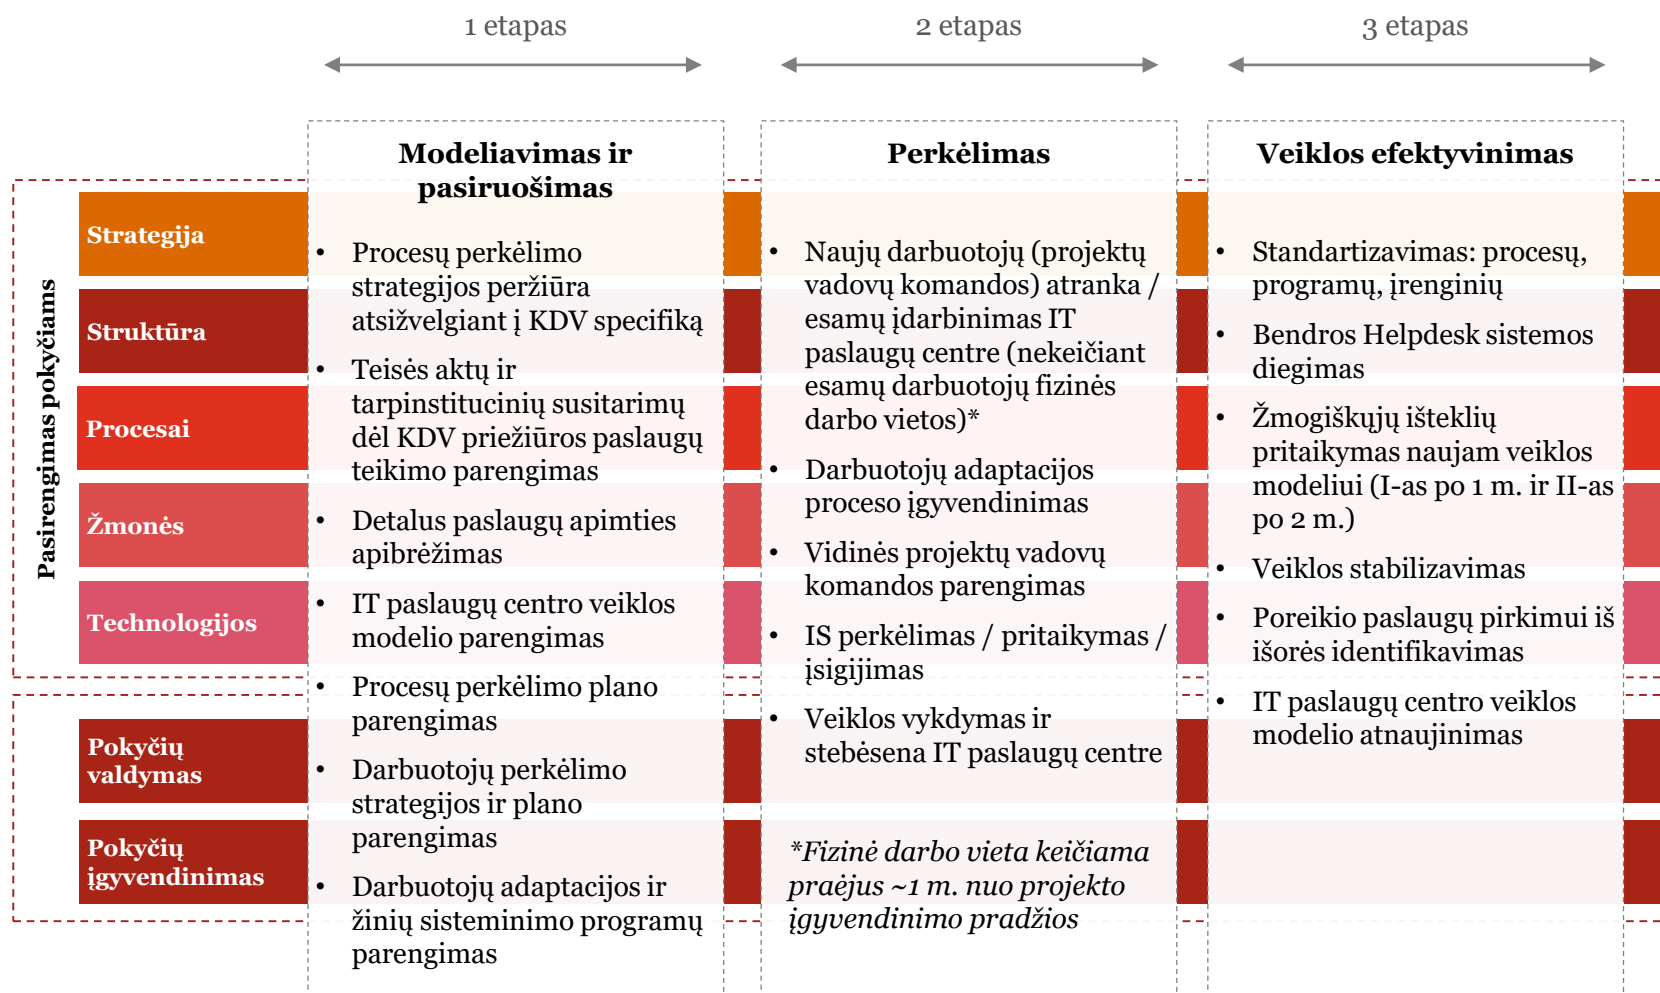 1 etapas
2 etapas
3 etapas
Pasirengimas pokyčiams
Strategija
Struktūra
Procesai
Žmonės
Technologijos
Pokyčių
valdymas
Pokyčių
įgyvendinimas
Modeliavimas ir
pasiruošimas
• Procesų perkėlimo
strategijos peržiūra
atsižvelgiant į KDV specifiką
• Teisės aktų ir
tarpinstitucinių susitarimų
dėl KDV priežiūros paslaugų
teikimo parengimas
• Detalus paslaugų apimties
apibrėžimas
• IT paslaugų centro veiklos
modelio parengimas
• Procesų perkėlimo plano
parengimas
• Darbuotojų perkėlimo
strategijos ir plano
parengimas
• Darbuotojų adaptacijos ir
žinių sisteminimo programų
parengimas
Perkėlimas
• Naujų darbuotojų (projektų
vadovų komandos) atranka /
esamų įdarbinimas IT
paslaugų centre (nekeičiant
esamų darbuotojų fizinės
darbo vietos)*
• Darbuotojų adaptacijos
proceso įgyvendinimas
• Vidinės projektų vadovų
komandos parengimas
• IS perkėlimas / pritaikymas /
įsigijimas
• Veiklos vykdymas ir
stebėsena IT paslaugų centre
*Fizinė darbo vieta keičiama
praėjus ~1 m. nuo projekto
įgyvendinimo pradžios
Veiklos efektyvinimas
• Standartizavimas: procesų,
programų, įrenginių
• Bendros Helpdesk sistemos
diegimas
• Žmogiškųjų išteklių
pritaikymas naujam veiklos
modeliui (I-as po 1 m. ir II-as
po 2 m.)
• Veiklos stabilizavimas
• Poreikio paslaugų pirkimui iš
išorės identifikavimas
• IT paslaugų centro veiklos
modelio atnaujinimas